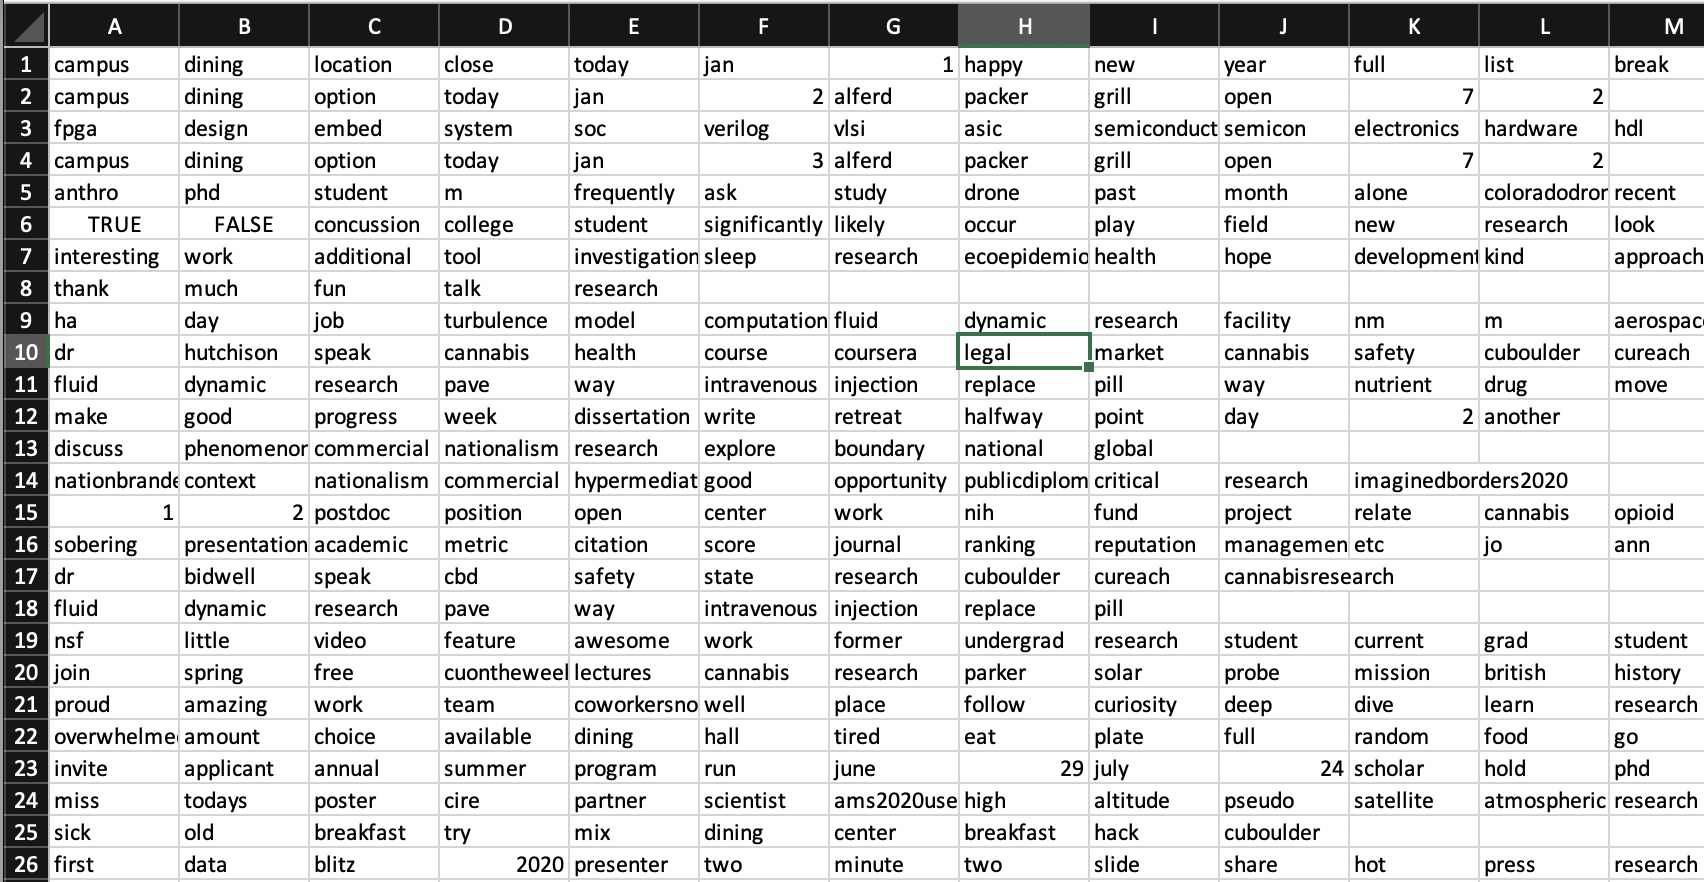 A B C D E F G H I J K L M
1 campus dining location close today jan 1 happy new year full list break
2 campus dining option today jan 2 alferd packer grill open 7 2
3 fpga design embed system soc verilog vlsi asic semiconduct semicon electronics hardware hdl
4 campus dining option today jan 3 alferd packer grill open 7 2
5 anthro phd student m frequently ask study drone past month alone coloradodror recent
6 TRUE FALSE concussion college student significantly likely occur play field new research look
7 interesting work additional tool investigation sleep research ecoepidemic health hope development kind approach
8 thank much fun talk research
9 ha day job turbulence model computation fluid dynamic research facility nm m aerospac
10 dr hutchison speak cannabis health course coursera legal market cannabis safety cuboulder cureach
11 fluid dynamic research pave way intravenous injection replace pill way nutrient drug move
12 make good progress week dissertation write retreat halfway point day 2 another
13 discuss phenomenor commercial nationalism research explore boundary national global
14 nationbrande context nationalism commercial hypermediat good opportunity publicdiplom critical research imaginedborders2020
15 1 2 postdoc position open center work nih fund project relate cannabis opioid
16 sobering presentation academic metric citation score journal ranking reputation managemen etc jo ann
17 dr bidwell speak cbd safety state research cuboulder cureach cannabisresearch
18 fluid dynamic research pave way intravenous injection replace pill
19 nsf little video feature awesome work former undergrad research student current grad student
20 join spring free cuontheweel lectures cannabis research parker solar probe mission british history
21 proud amazing work team coworkersno well place follow curiosity deep dive learn research
22 overwhelme amount choice available dining hall tired eat plate full random food go
23 invite applicant annual summer program run june 29 july 24 scholar hold phd
24 miss todays poster cire partner scientist ams2020use high altitude pseudo satellite atmospheric research
25 sick old breakfast try mix dining center breakfast hack cuboulder
26 first data blitz 2020 presenter two minute two slide share hot press research